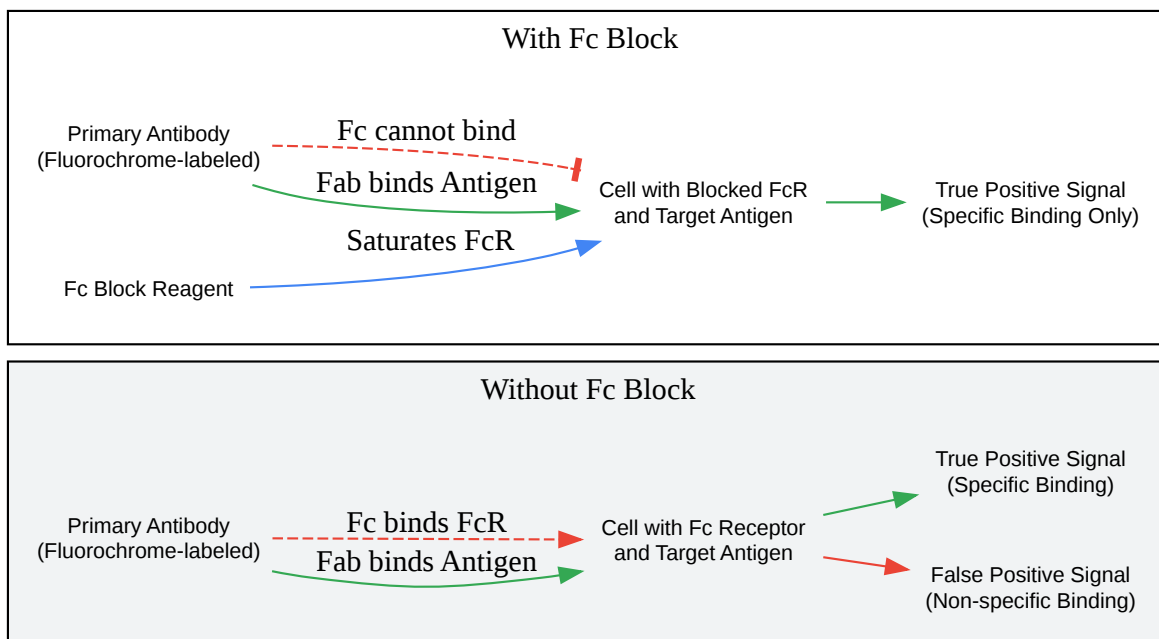 With Fc Block
Primary Antibody
(Fluorochrome-labeled)
Fc cannot bind
Fab binds Antigen
Saturates FcR
Fc Block Reagent
Cell with Blocked FcR
and Target Antigen
True Positive Signal
(Specific Binding Only)
Without Fc Block
Primary Antibody
(Fluorochrome-labeled)
Fc binds FcR
Fab binds Antigen
Cell with Fc Receptor
and Target Antigen
True Positive Signal
(Specific Binding)
False Positive Signal
(Non-specific Binding)